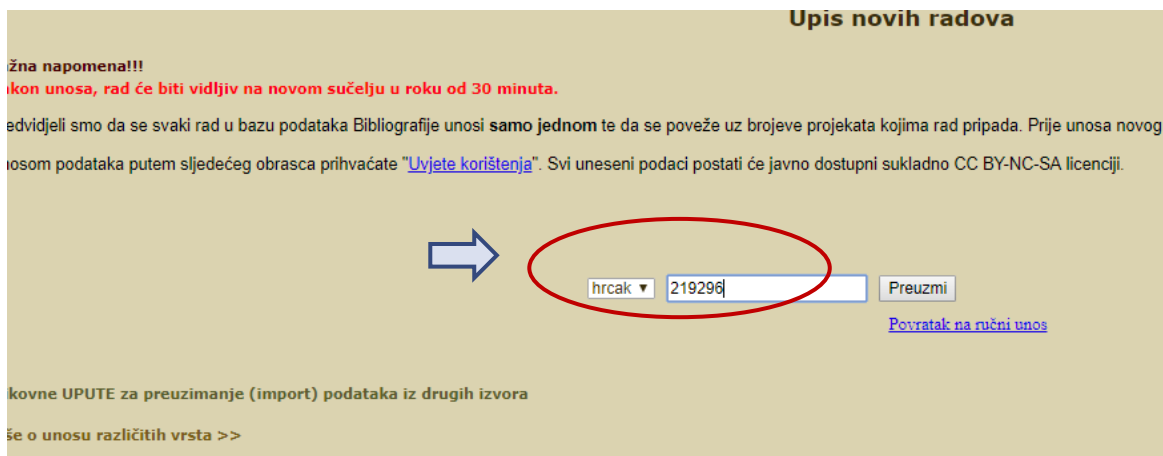 Upis novih radova
ažna napomena!!!
akon unosa, rad će biti vidljiv na novom sučelju u roku od 30 minuta.
edvidjeli smo da se svaki rad u bazu podataka Bibliografije unosi samo jednom te da se poveže uz brojeve projekata kojima rad pripada. Prije unosa novog
nosom podataka putem sljedećeg obrasca prihvaćate "Uvjete korištenja". Svi uneseni podaci postati će javno dostupni sukladno CC BY-NC-SA licenciji.
hrcak ▼ 219296 Preuzmi
Povratak na ručni unos
kovne UPUTE za preuzimanje (import) podataka iz drugih izvora
še o unosu različitih vrsta >>